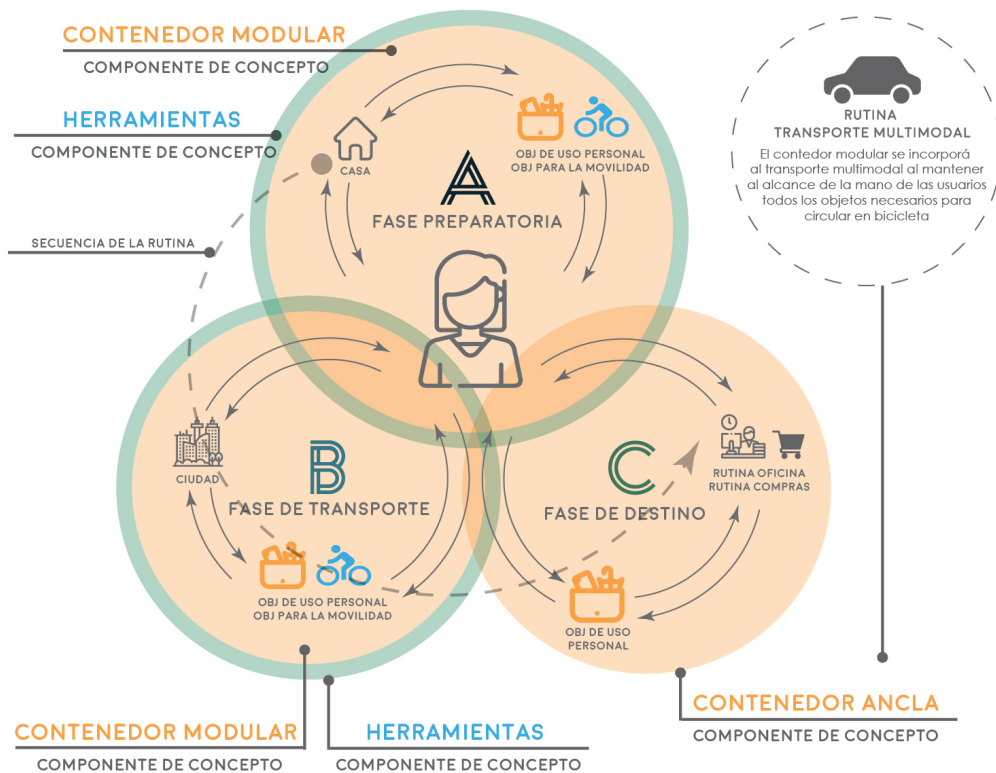 CONTENEDOR MODULAR
COMPONENTE DE CONCEPTO
HERRAMIENTAS
COMPONENTE DE CONCEPTO
SECUENCIA DE LA RUTINA
CASA
OBJ DE USO PERSONAL
OBJ PARA LA MOVILIDAD
A
FASE PREPARATORIA
RUTINA
TRANSPORTE MULTIMODAL
El contedor modular se incorporá
al transporte multimodal al mantener
al alcance de la mano de las usuarios
todos los objetos necesarios para
circular en bicicleta
CIUDAD
B
FASE DE TRANSPORTE
OBJ DE USO PERSONAL
OBJ PARA LA MOVILIDAD
C
FASE DE DESTINO
RUTINA OFICINA
RUTINA COMPRAS
OBJ DE USO
PERSONAL
CONTENEDOR MODULAR
COMPONENTE DE CONCEPTO
HERRAMIENTAS
COMPONENTE DE CONCEPTO
CONTENEDOR ANCLA
COMPONENTE DE CONCEPTO